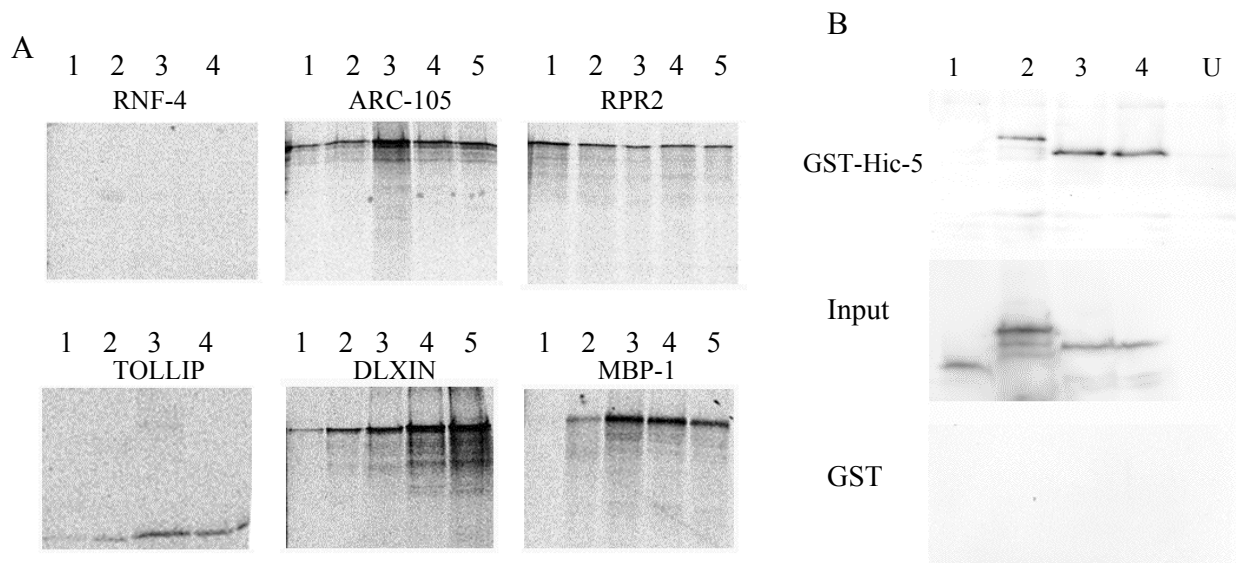 A
1 2 3 4
RNF-4
1 2 3 4 5
ARC-105
1 2 3 4 5
RPR2
1 2 3 4
TOLLIP
1 2 3 4 5
DLXIN
1 2 3 4 5
MBP-1
B
1 2 3 4 U
GST-Hic-5
Input
GST